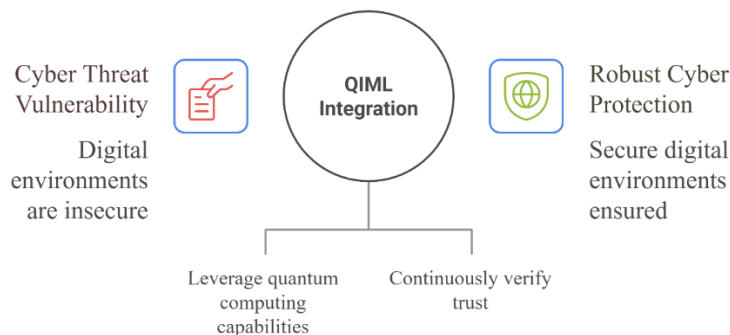 Cyber Threat
Vulnerability
Digital
environments
are insecure
QIML
Integration
Robust Cyber
Protection
Secure digital
environments
ensured
Leverage quantum
computing
capabilities
Continuously verify
trust